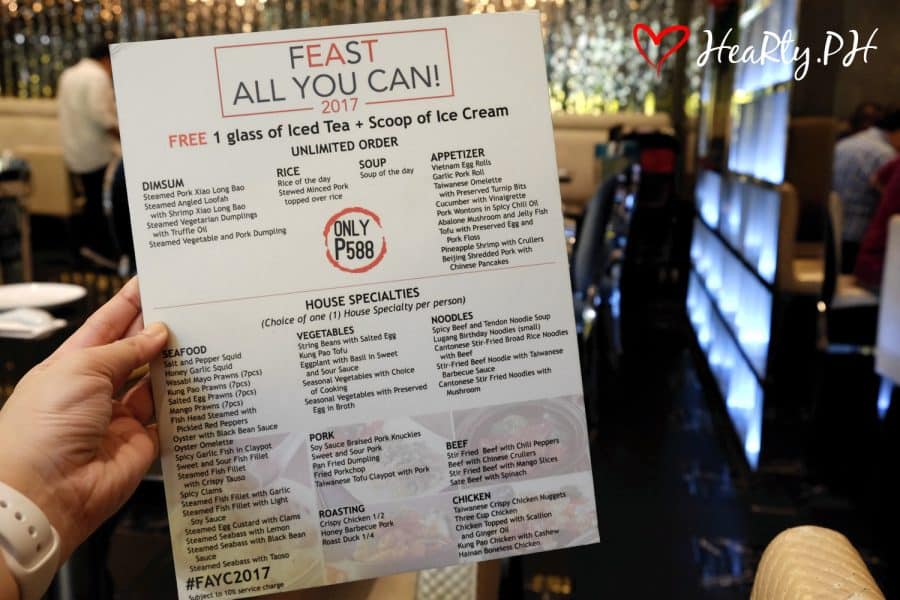 HeaRty.PH
FEAST
ALL YOU CAN!
2017
FREE 1 glass of Iced Tea + Scoop of Ice Cream
UNLIMITED ORDER
DIMSUM
Steamed Pork Xiao Long Bao
Steamed Angled Loofah
with Shrimp Xiao Long Bao
Steamed Vegetarian Dumplings
with Truffle Oil
Steamed Vegetable and Pork Dumpling
RICE
Rice of the day
Stewed Minced Pork
topped over rice
SOUP
Soup of the day
APPETIZER
Vietnam Egg Rolls
Garlic Pork Roll
Taiwanese Omelette
with Preserved Turnip Bits
Cucumber with Vinaigrette
Pork Wontons in Spicy Chili Oil
Abalone Mushroom and Jelly Fish
Tofu with Preserved Egg and
Pork Floss
Pineapple Shrimp with Crullers
Beijing Shredded Pork with
Chinese Pancakes
ONLY
P588
HOUSE SPECIALTIES
(Choice of one (1) House Specialty per person)
SEAFOOD
Salt and Pepper Squid
Honey Garlic Squid
Wasabi Mayo Prawns (7pcs)
Kung Pao Prawns (7pcs)
Salted Egg Prawns (7pcs)
Mango Prawns (7pcs)
Fish Head Steamed with
Pickled Red Peppers
Oyster with Black Bean Sauce
Oyster Omelette
Spicy Garlic Fish in Claypot
Sweet and Sour Fish Fillet
Steamed Fish Fillet
with Crispy Tauso
Spicy Clams
Steamed Fish Fillet with Garlic
Steamed Fish Fillet with Light
Soy Sauce
Steamed Egg Custard with Clams
Steamed Seabass with Lemon
Steamed Seabass with Black Bean
Sauce
Steamed Seabass with Taoso
VEGETABLES
String Beans with Salted Egg
Kung Pao Tofu
Eggplant with Basil in Sweet
and Sour Sauce
Seasonal Vegetables with Choice
of Cooking
Seasonal Vegetables with Preserved
Egg in Broth
NOODLES
Spicy Beef and Tendon Noodle Soup
Lugang Birthday Noodles (small)
Cantonese Stir-Fried Broad Rice Noodles
with Beef
Stir-Fried Beef Noodle with Taiwanese
Barbecue Sauce
Cantonese Stir Fried Noodles with
Mushroom
PORK
Soy Sauce Braised Pork Knuckles
Sweet and Sour Pork
Pan Fried Dumpling
Fried Porkchop
Taiwanese Tofu Claypot with Pork
BEEF
Stir Fried Beef with Chili Peppers
Beef with Chinese Crullers
Stir Fried Beef with Mango Slices
Sate Beef with Spinach
ROASTING
Crispy Chicken 1/2
Honey Barbecue Pork
Roast Duck 1/4
CHICKEN
Taiwanese Crispy Chicken Nuggets
Three Cup Chicken
Chicken Topped with Scallion
and Ginger Oil
Kung Pao Chicken with Cashew
Hainan Boneless Chicken
#FAYC2017
Subject to 10% service charge